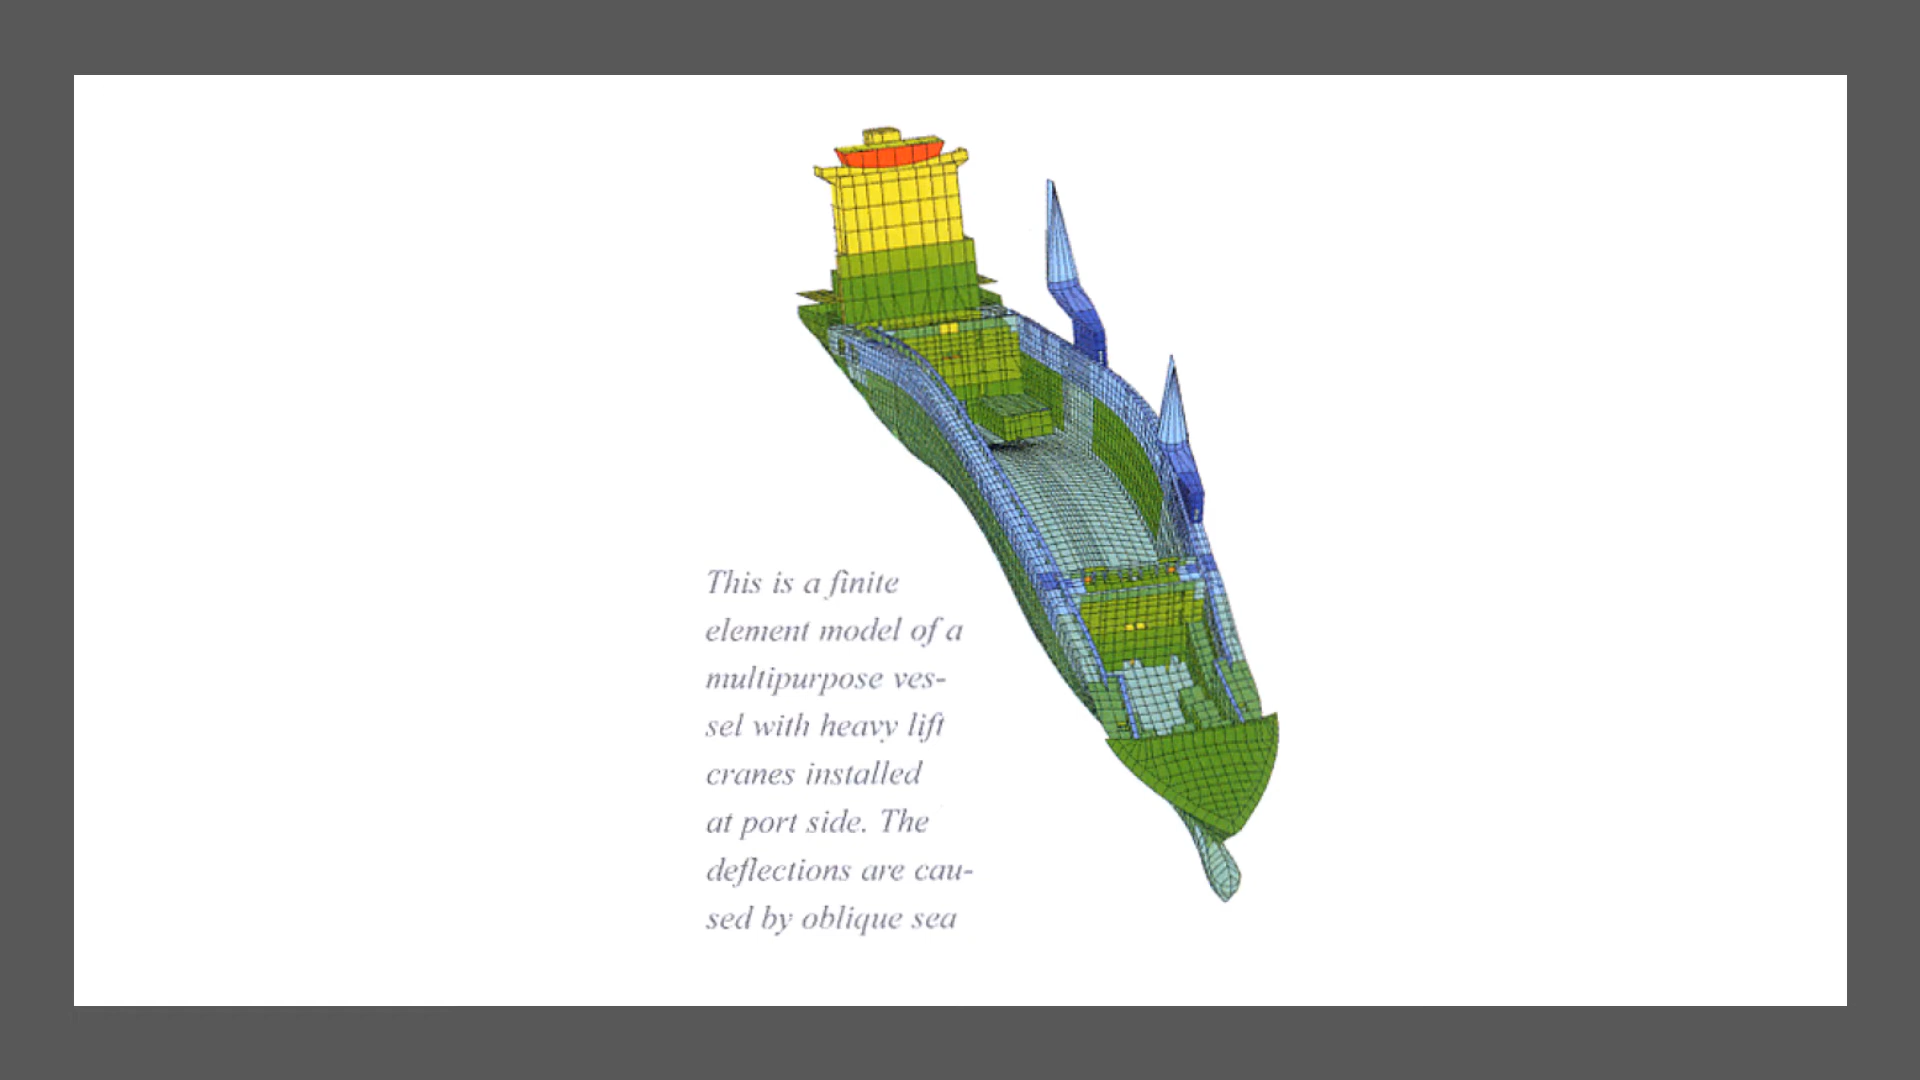 This is a finite
element model of a
multipurpose ves-
sel with heavy lift
cranes installed
at port side. The
deflections are cau-
sed by oblique sea